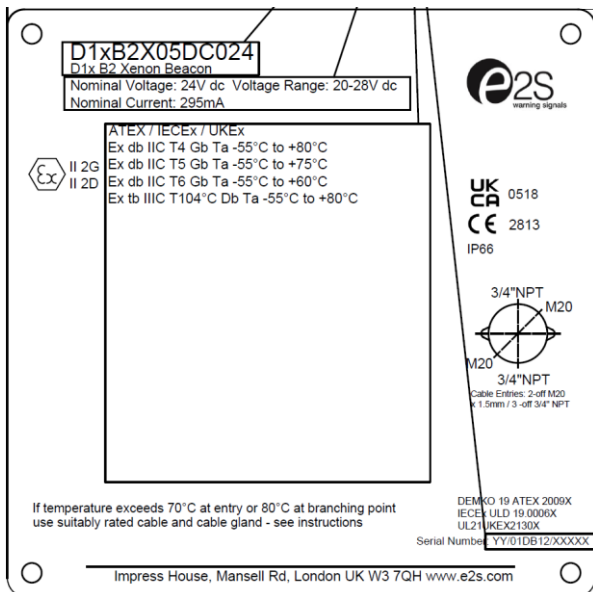 D1xB2X05DC024
D1x B2 Xenon Beacon
Nominal Voltage: 24V dc Voltage Range: 20-28V dc
Nominal Current: 295mA
e2S
warning signals
ATEX / IECEx / UKEx
Ex db IIC T4 Gb Ta -55°C to +80°C
Ex db IIC T5 Gb Ta -55°C to +75°C
Ex db IIC T6 Gb Ta -55°C to +60°C
Ex tb IIIC T104°C Db Ta -55°C to +80°C
Ex
II 2G
II 2D
UK
CA 0518
CE 2813
IP66
3/4"NPT
M20
M20
3/4"NPT
Cable Entries: 2-off M20
x 1.5mm / 3 -off 3/4" NPT
If temperature exceeds 70°C at entry or 80°C at branching point
use suitably rated cable and cable gland - see instructions
DEMKO 19 ATEX 2009X
IECEx ULD 19.0006X
UL21UKEX2130X
Serial Number: YY/01DB12/XXXXX
Impress House, Mansell Rd, London UK W3 7QH www.e2s.com